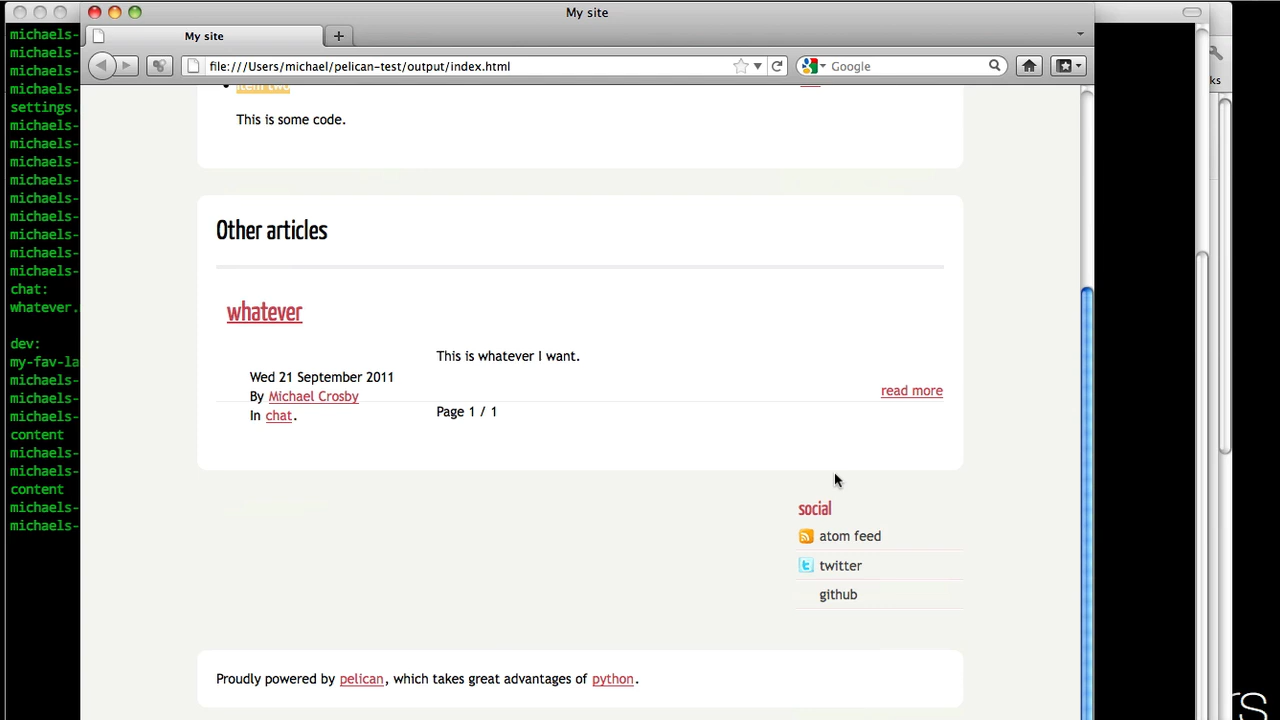 My site
My site
file:///Users/michael/pelican-test/output/index.html
Google
michaels-
michaels-
michaels-
michaels-
settings.
michaels-
michaels-
michaels-
michaels-
michaels-
michaels-
michaels-
michaels-
michaels-
chat:
whatever.
dev:
my-fav-la
michaels-
michaels-
michaels-
content
michaels-
michaels-
content
michaels-
michaels-
item two
This is some code.
Other articles
whatever
This is whatever I want.
Wed 21 September 2011
By Michael Crosby
In chat.
read more
Page 1 / 1
social
atom feed
twitter
github
Proudly powered by pelican, which takes great advantages of python.
ks
rs